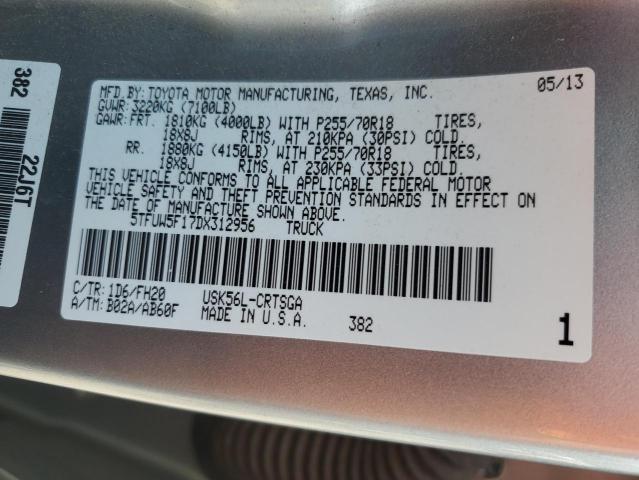 MFD.BY:TOYOTA MOTOR MANUFACTURING, TEXAS, INC. 05/13
GVWR:3220KG (7100LB)
GAWR:FRT. 1810KG (4000LB) WITH P255/70R18 TIRES,
18X8J RIMS, AT 210KPA (30PSI) COLD.
RR. 1880KG (4150LB) WITH P255/70R18 TIRES,
18X8J RIMS, AT 230KPA (33PSI) COLD.
THIS VEHICLE CONFORMS TO ALL APPLICABLE FEDERAL MOTOR
VEHICLE SAFETY AND THEFT PREVENTION STANDARDS IN EFFECT ON
THE DATE OF MANUFACTURE SHOWN ABOVE.
5TFUW5F17DX312956 TRUCK
C/TR:1D6/FH20 USK56L-CRTSGA
A/TM:B02A/AB60F MADE IN U.S.A. 382 1
382 22J6T